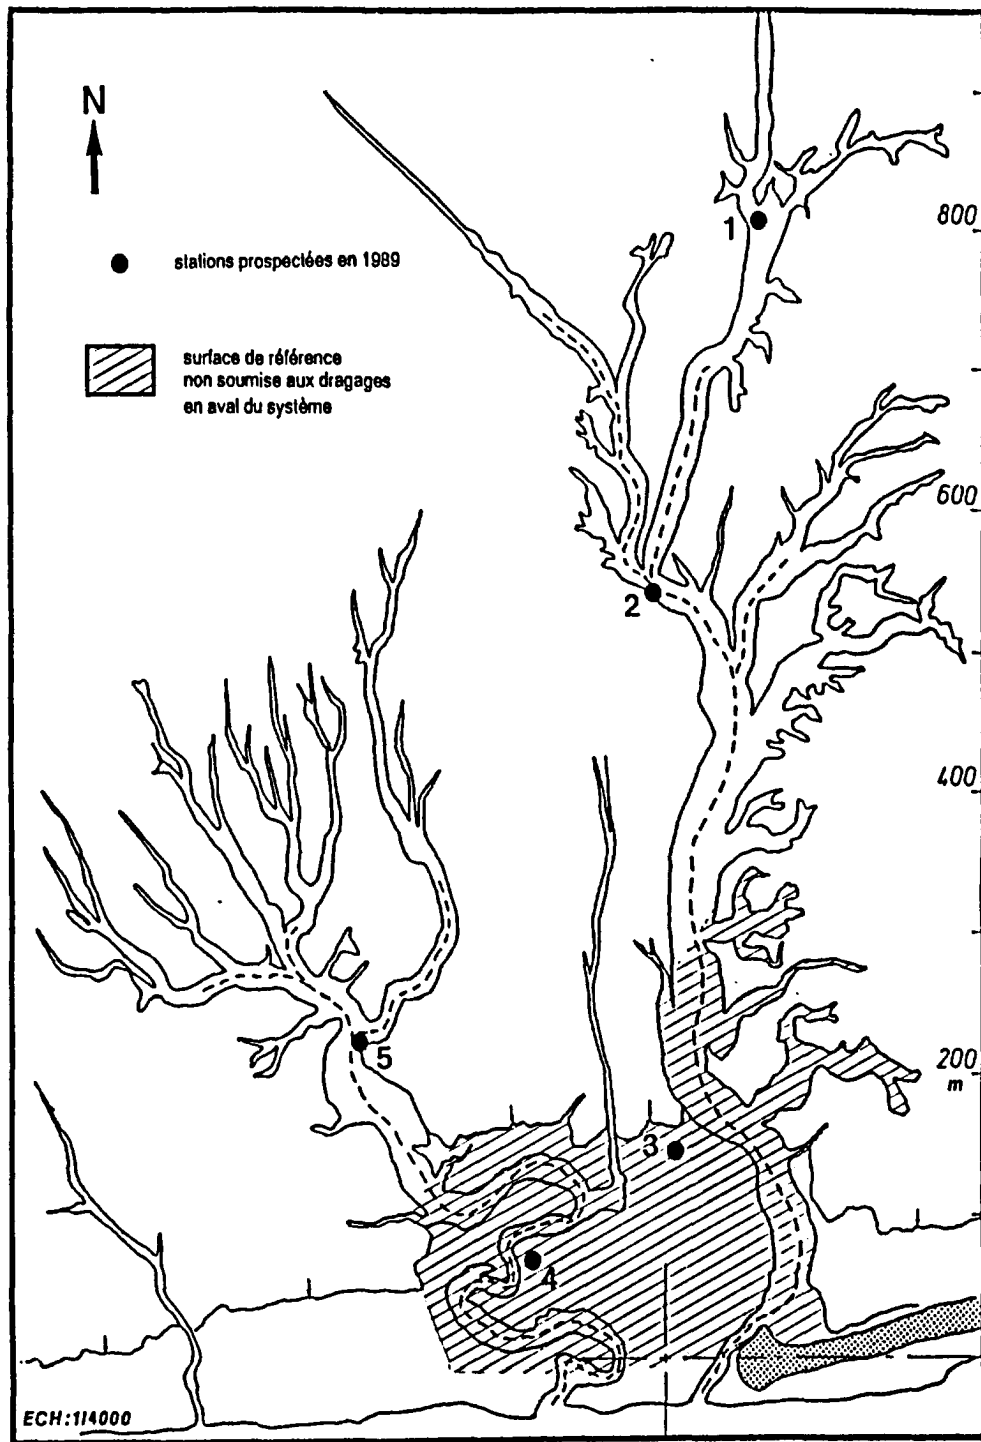 N
1
800
stations prospectées en 1989
surface de référence
non soumise aux dragages
en aval du système
600
2
400
5
200
m
3
4
ECH:1/4000